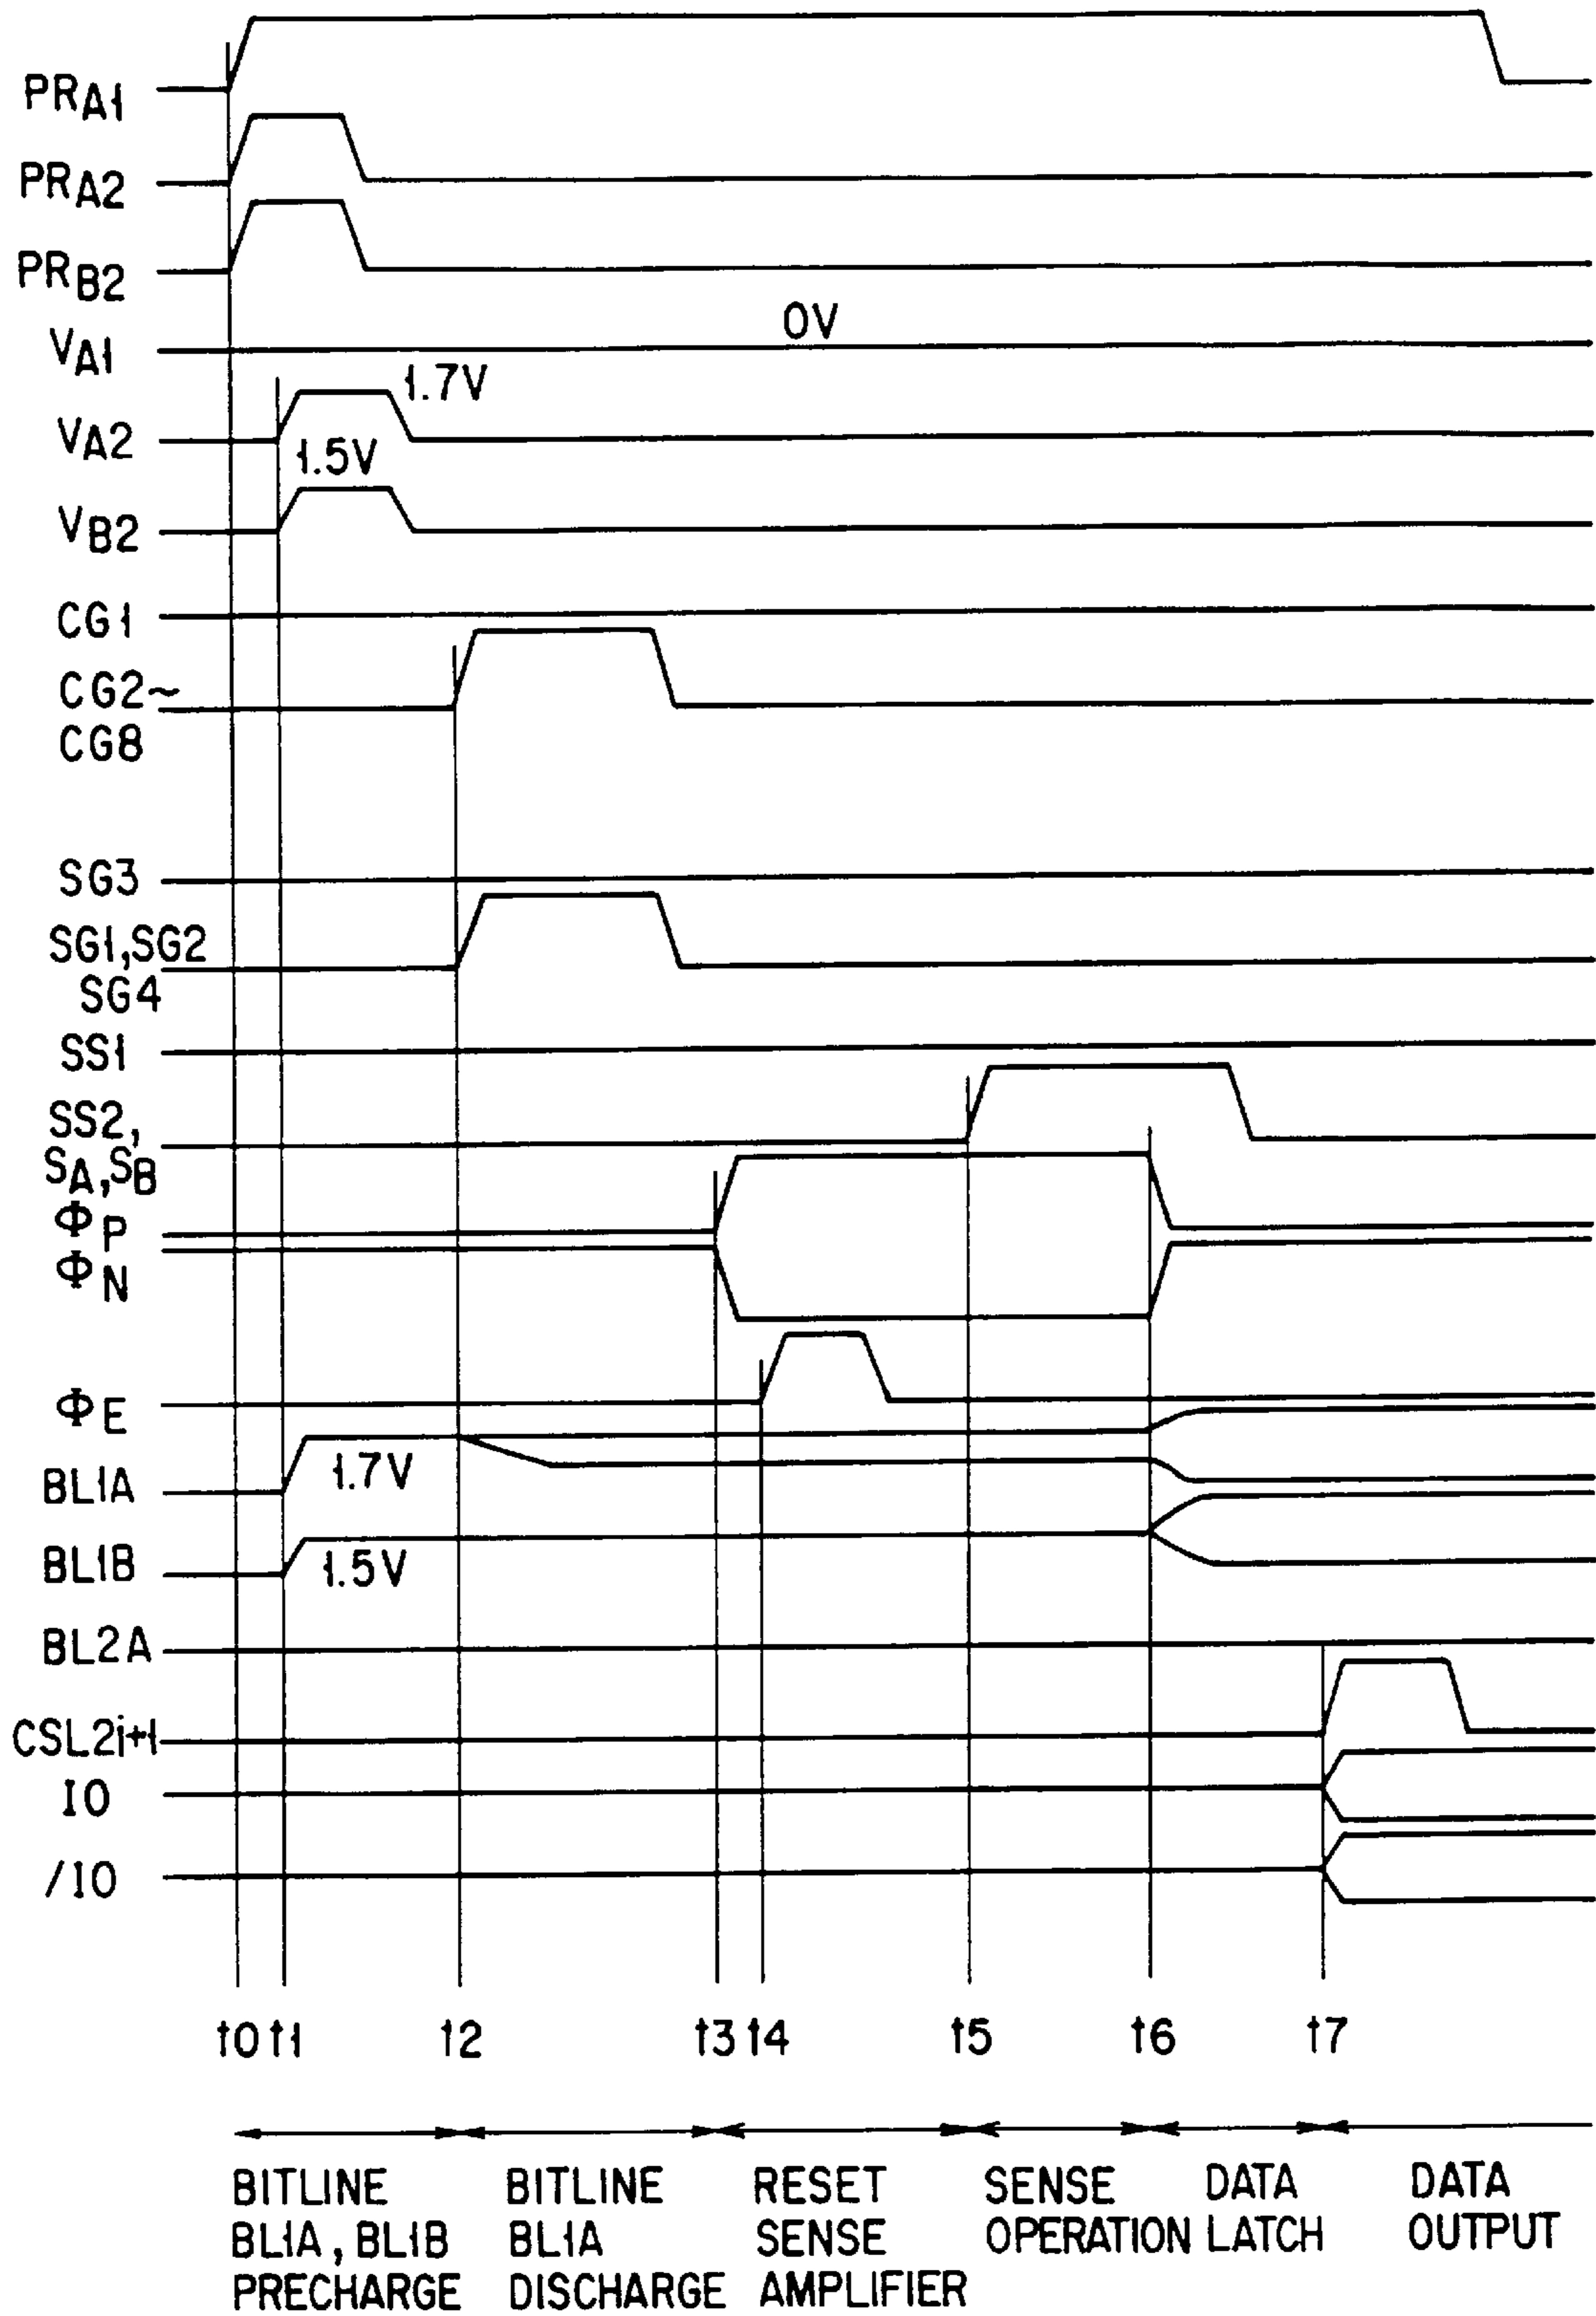 PRA1
PRA2
PRB2
VA1
0V
VA2
1.7V
VB2
1.5V
CG1
CG2~
CG8
SG3
SG1,SG2
SG4
SS1
SS2,
SA,SB
ΦP
ΦN
ΦE
BL1A
1.7V
BL1B
1.5V
BL2A
CSL2i+1
IO
/IO
t0 t1 t2 t3 t4 t5 t6 t7
BITLINE
BL1A, BL1B
PRECHARGE
BITLINE
BL1A
DISCHARGE
RESET
SENSE
AMPLIFIER
SENSE
OPERATION
DATA
LATCH
DATA
OUTPUT